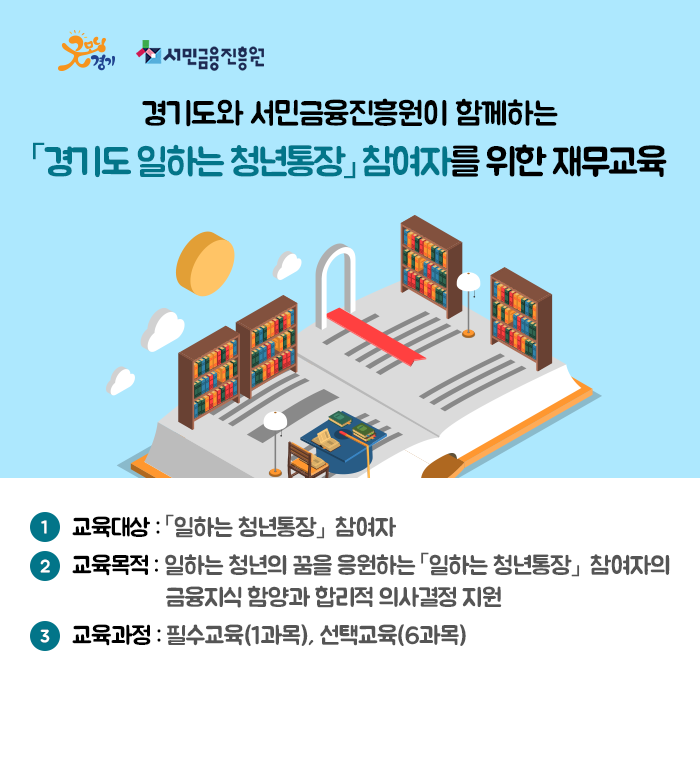 굿모닝
경기
서민금융진흥원
경기도와 서민금융진흥원이 함께하는
「경기도 일하는 청년통장」 참여자를 위한 재무교육
1 교육대상 : 「일하는 청년통장」 참여자
2 교육목적 : 일하는 청년의 꿈을 응원하는 「일하는 청년통장」 참여자의
금융지식 함양과 합리적 의사결정 지원
3 교육과정 : 필수교육(1과목), 선택교육(6과목)